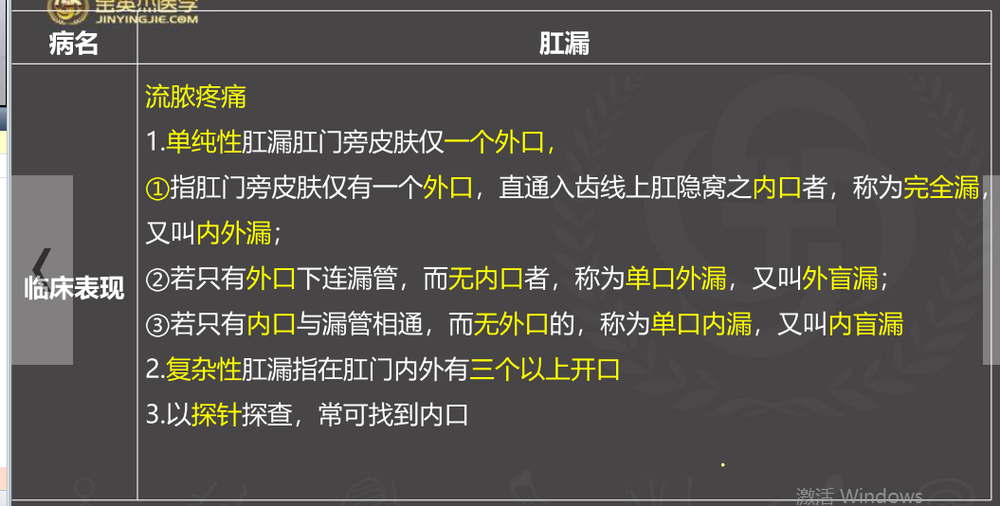 金英杰医学
JINYINGJIE.COM
病名
肛漏
临床表现
流脓疼痛
1.单纯性肛漏肛门旁皮肤仅一个外口，
①指肛门旁皮肤仅有一个外口，直通入齿线上肛隐窝之内口者，称为完全漏，
又叫内外漏；
②若只有外口下连漏管，而无内口者，称为单口外漏，又叫外盲漏；
③若只有内口与漏管相通，而无外口的，称为单口内漏，又叫内盲漏
2.复杂性肛漏指在肛门内外有三个以上开口
3.以探针探查，常可找到内口
激活 Windows